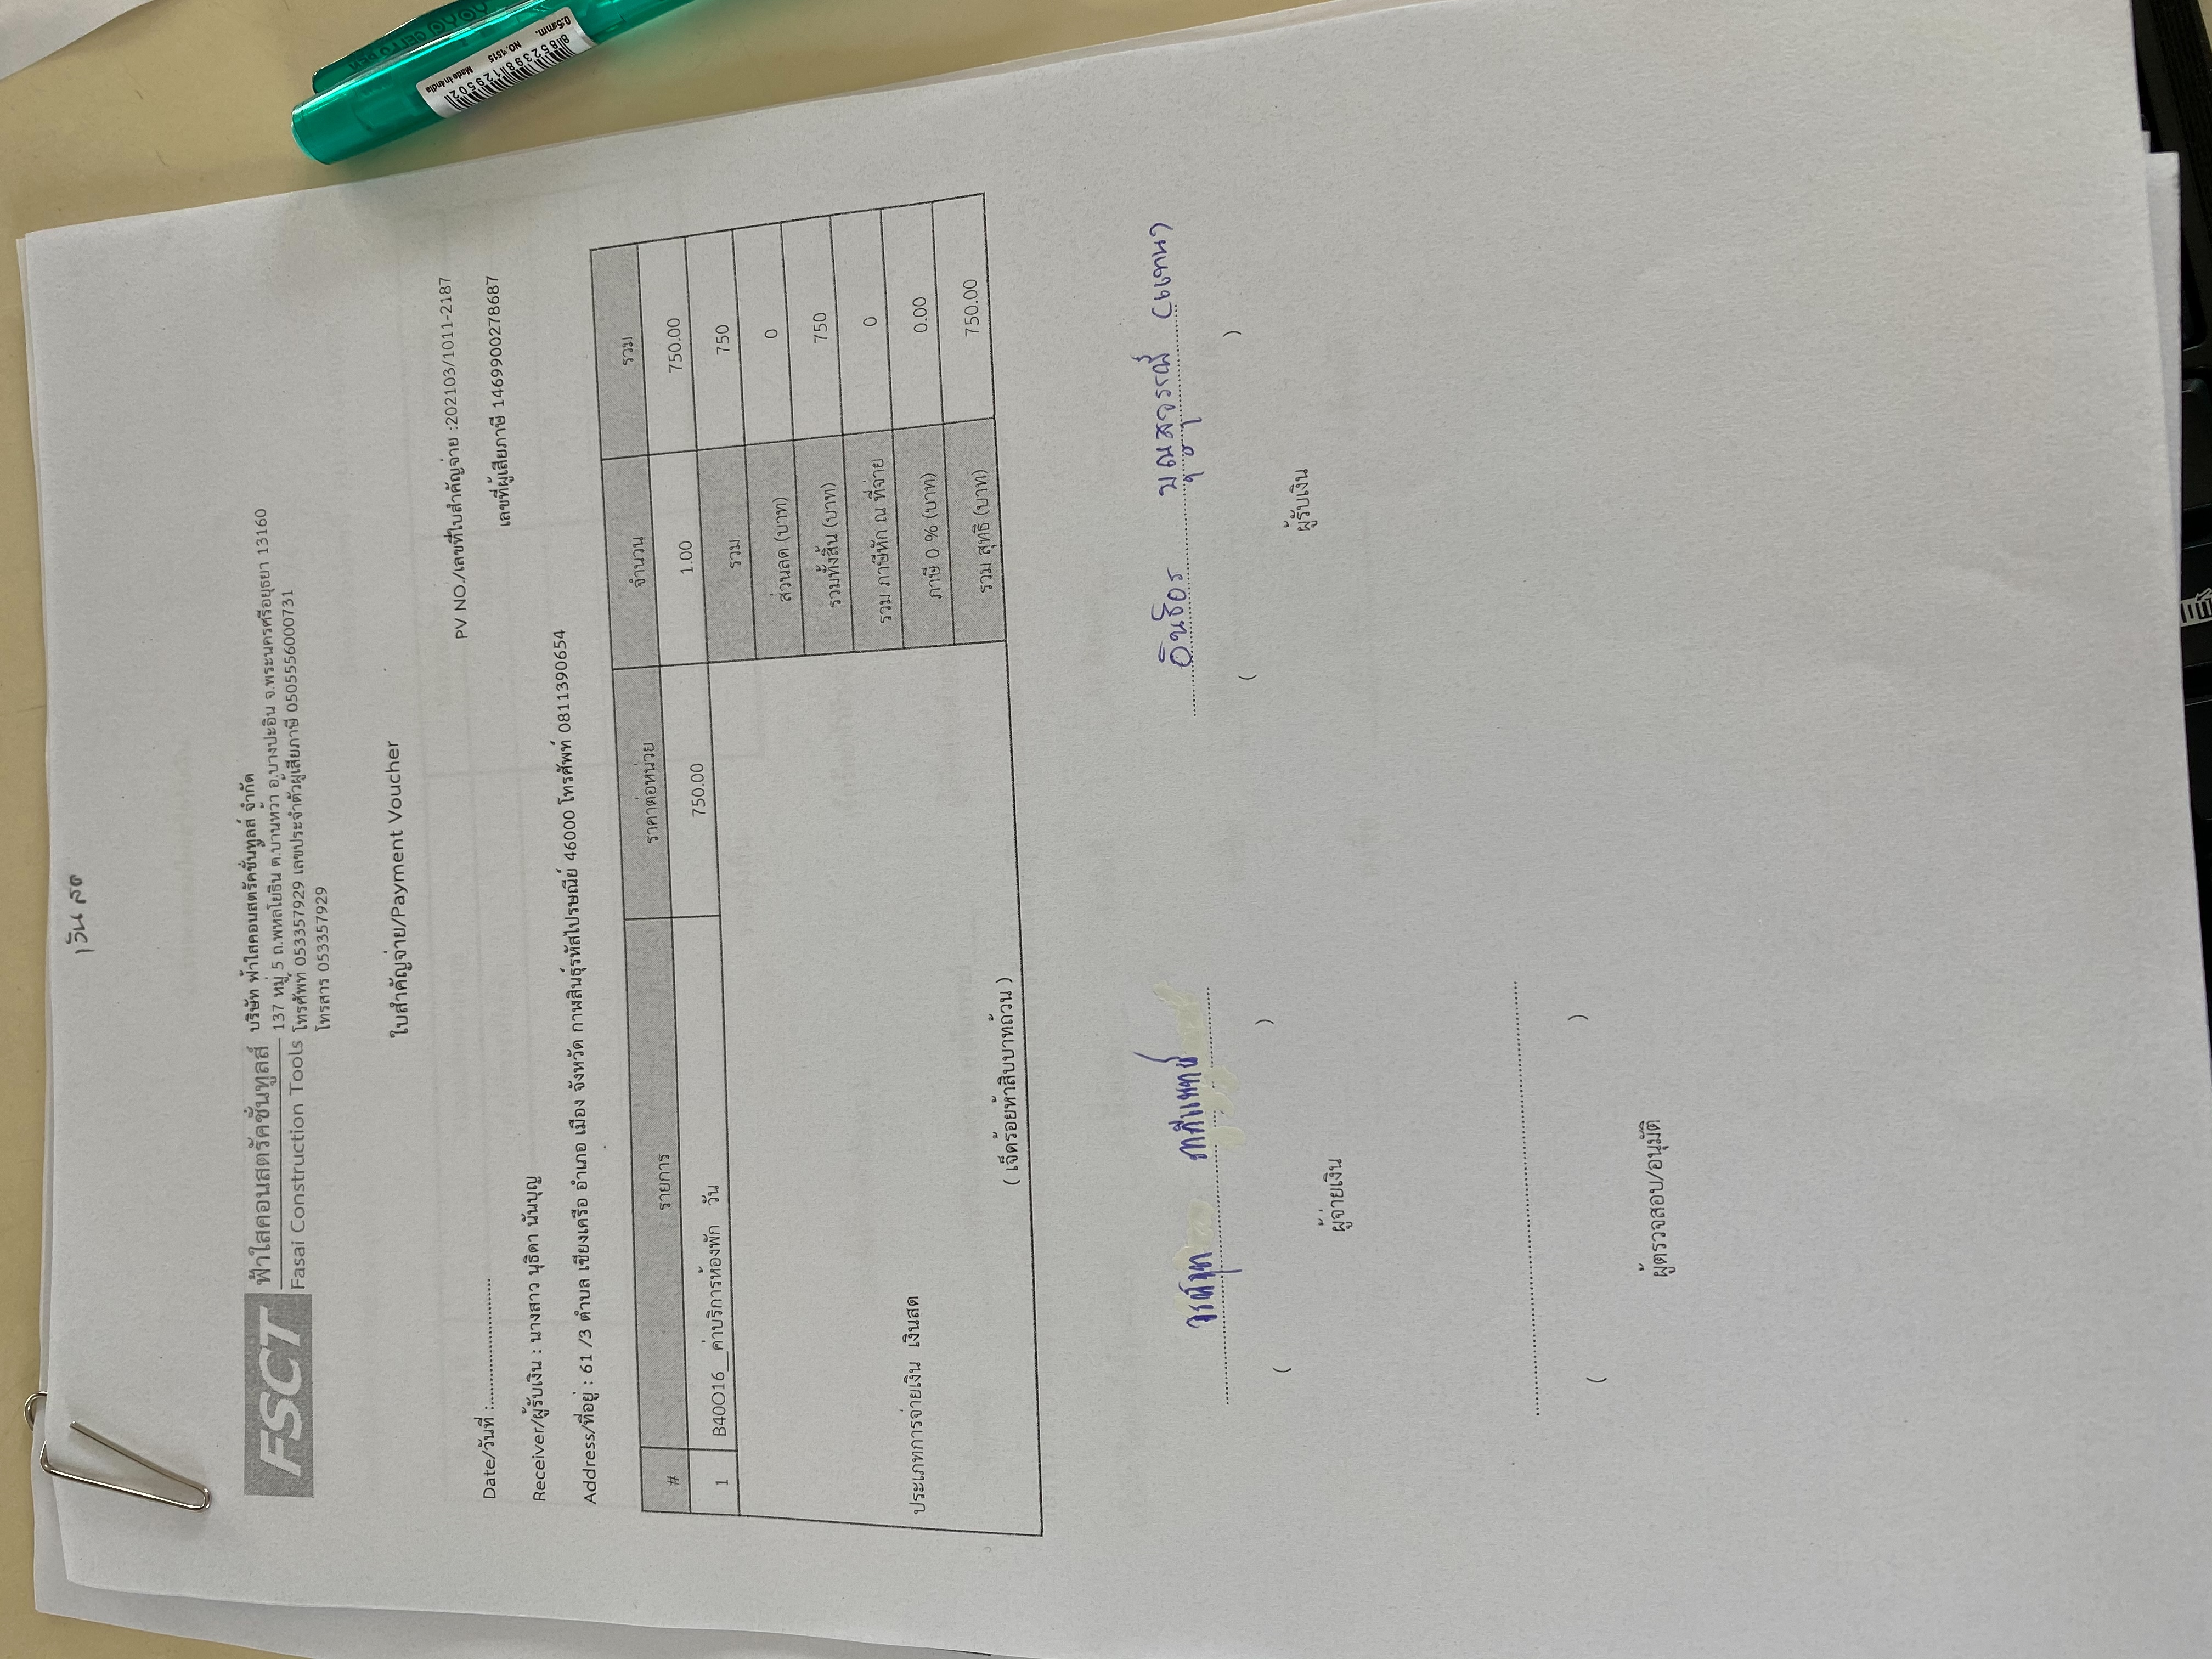 เงินสด
FSCT
ฟ้าใสคอนสตรัคชั่นทูลส์
Fasai Construction Tools
บริษัท ฟ้าใสคอนสตรัคชั่นทูลส์ จำกัด
137 หมู่ 5 ถ.พหลโยธิน ต.บ้านหว้า อ.บางปะอิน จ.พระนครศรีอยุธยา 13160
โทรศัพท์ 053357929 เลขประจำตัวผู้เสียภาษี 0505556000731
โทรสาร 053357929
ใบสำคัญจ่าย/Payment Voucher
PV NO./เลขที่ใบสำคัญจ่าย :202103/1011-2187
Date/วันที่ :............................
เลขที่ผู้เสียภาษี 1469900278687
Receiver/ผู้รับเงิน : นางสาว นุธิดา นันบุญ
Address/ที่อยู่ : 61 /3 ตำบล เชียงเครือ อำเภอ เมือง จังหวัด กาฬสินธุ์รหัสไปรษณีย์ 46000 โทรศัพท์ 0811390654
# รายการ ราคาต่อหน่วย จำนวน รวม
1 B40O16__ค่าบริการห้องพัก วัน 750.00 1.00 750.00
รวม 750
ส่วนลด (บาท) 0
รวมทั้งสิ้น (บาท) 750
รวม ภาษีหัก ณ ที่จ่าย 0
ประเภทการจ่ายเงิน เงินสด
ภาษี 0 % (บาท) 0.00
รวม สุทธิ (บาท) 750.00
( เจ็ดร้อยห้าสิบบาทถ้วน )
อินธิอร บุญสุวรรณ์ (แทน)
( )
( )
ผู้จ่ายเงิน
ผู้รับเงิน
( )
ผู้ตรวจสอบ/อนุมัติ
NO.1515
Made in India
0.5mm.